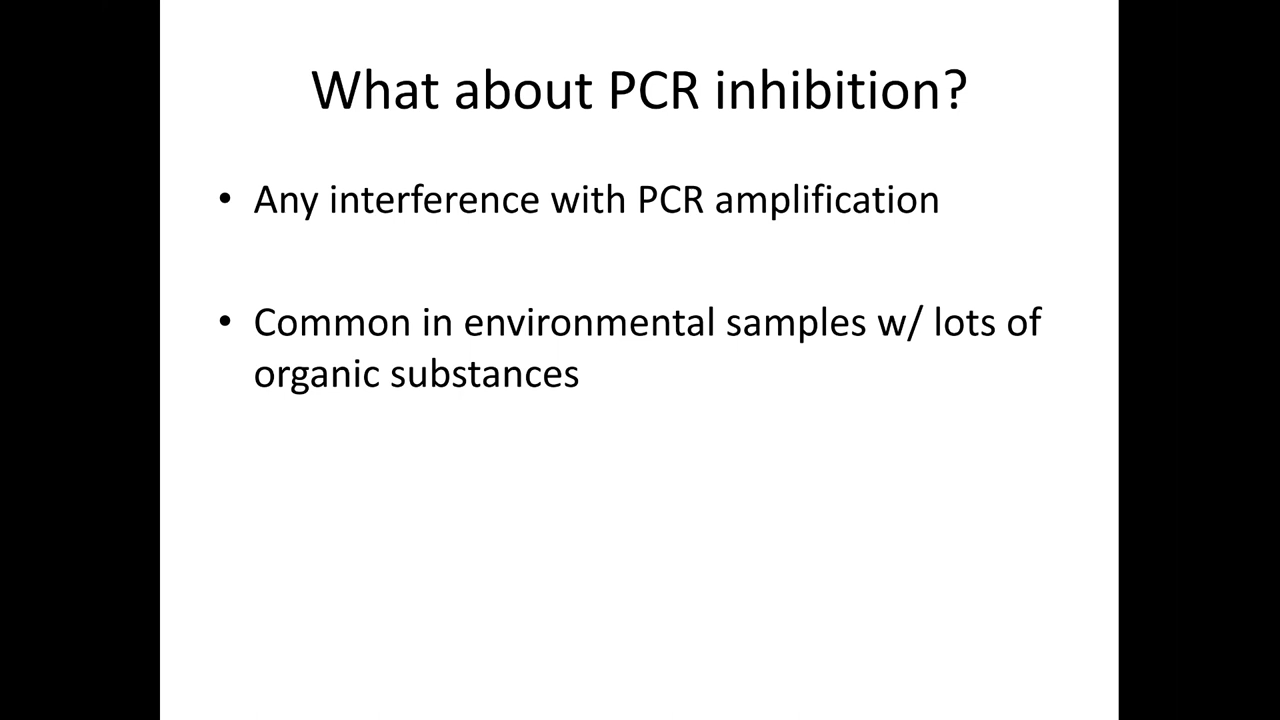 What about PCR inhibition?
• Any interference with PCR amplification
• Common in environmental samples w/ lots of
organic substances